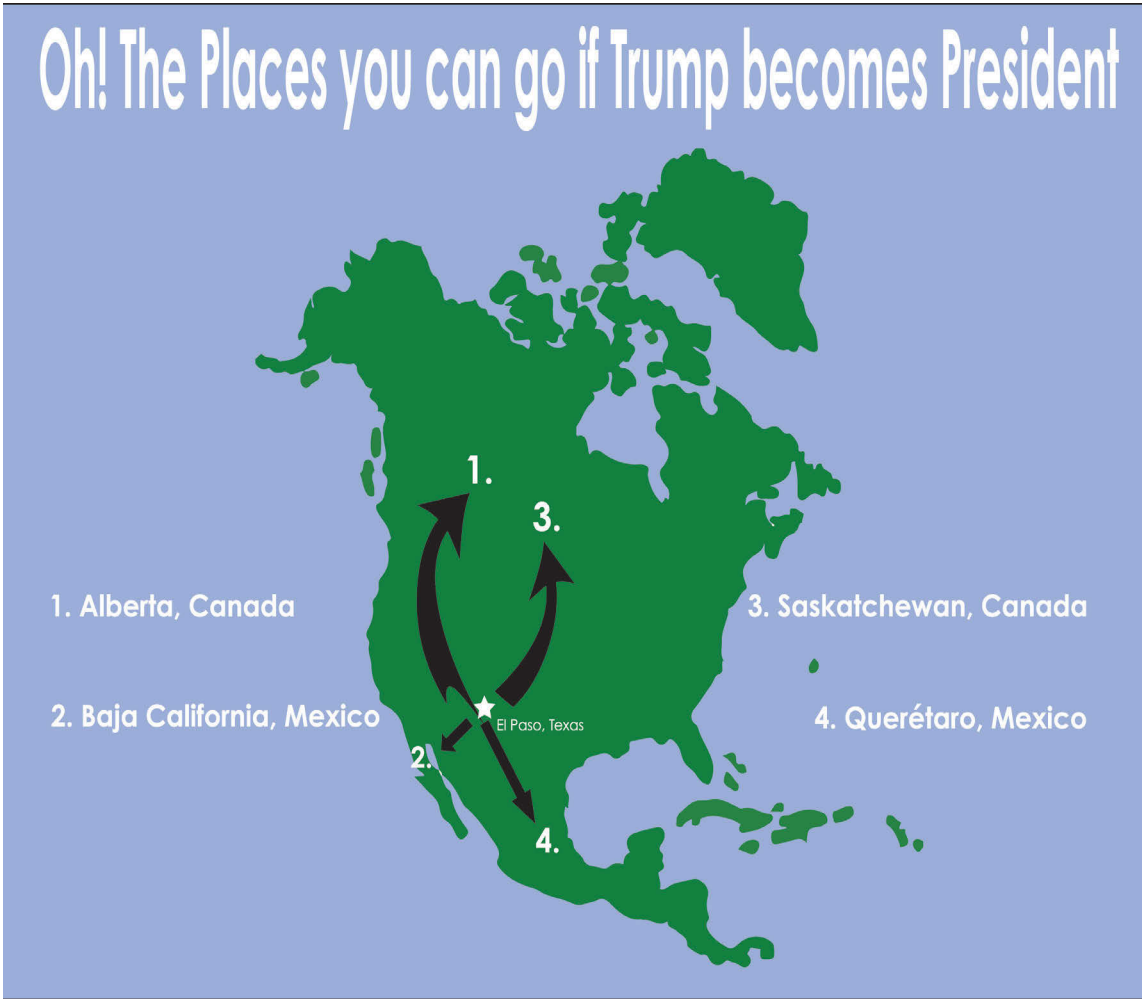 Oh! The Places you can go if Trump becomes President
1.
3.
1. Alberta, Canada
3. Saskatchewan, Canada
2. Baja California, Mexico
El Paso, Texas
4. Querétaro, Mexico
2.
4.